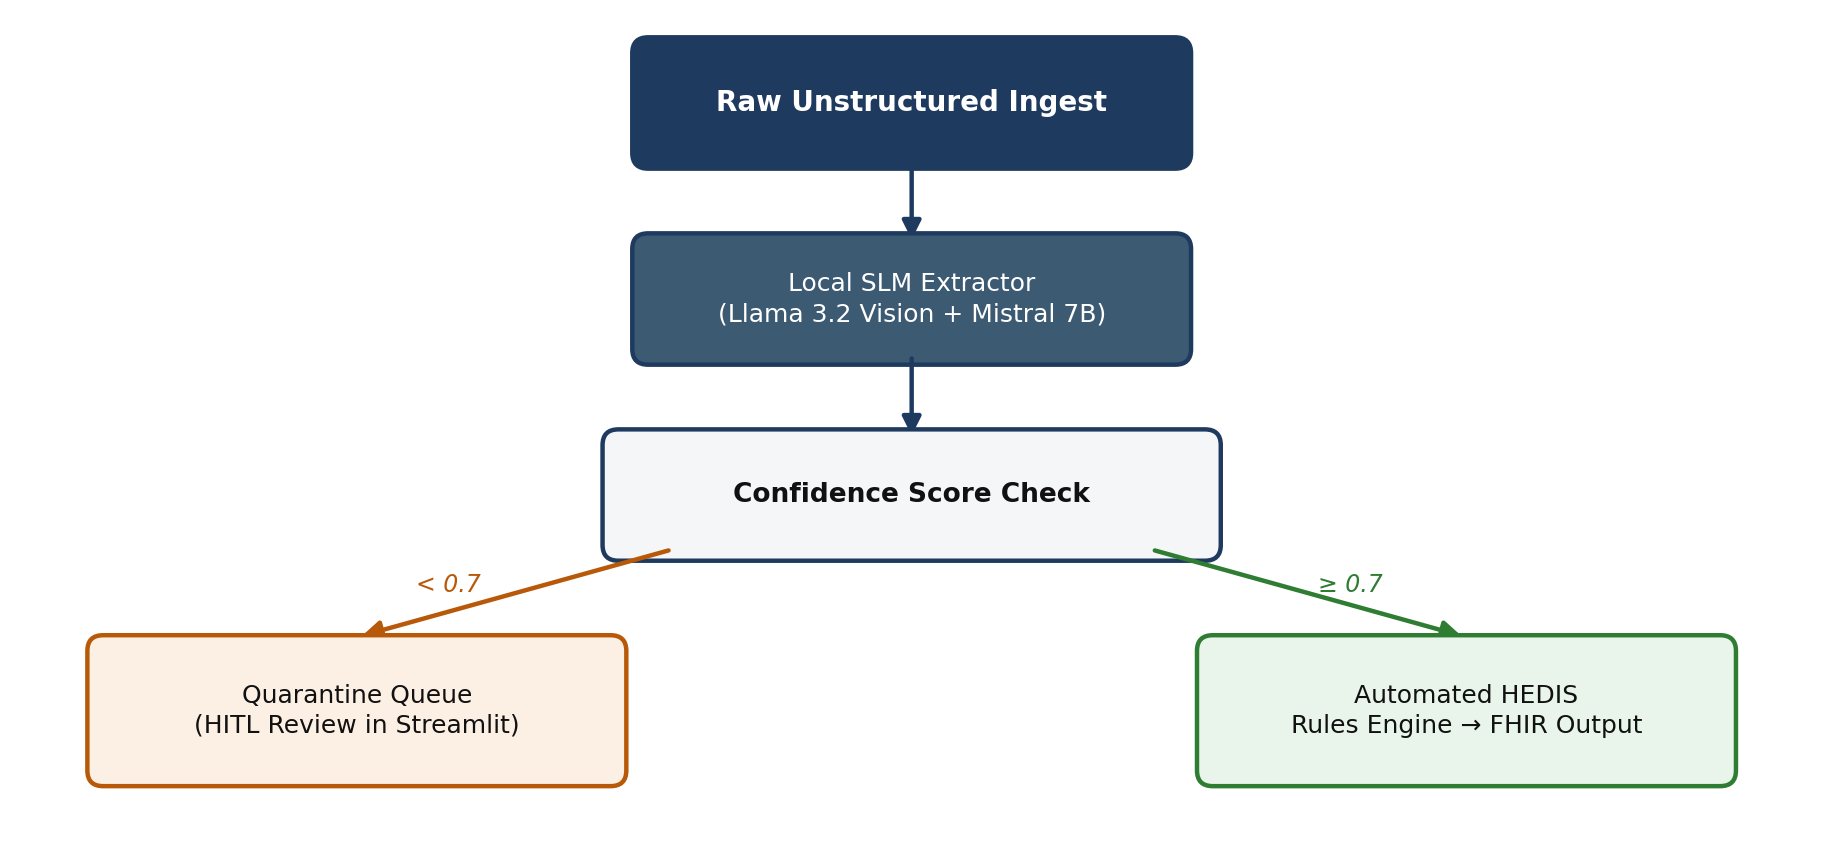 Raw Unstructured Ingest
Local SLM Extractor
(Llama 3.2 Vision + Mistral 7B)
Confidence Score Check
< 0.7
≥ 0.7
Quarantine Queue
(HITL Review in Streamlit)
Automated HEDIS
Rules Engine → FHIR Output